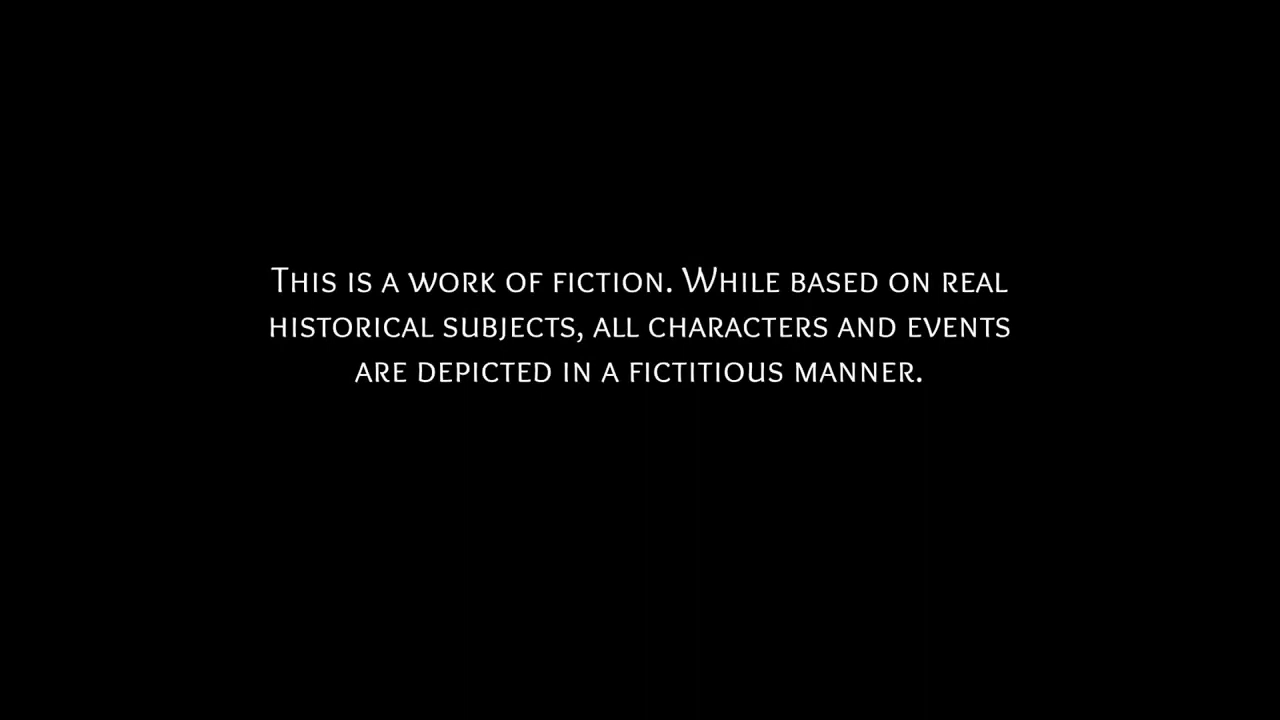 This is a work of fiction. While based on real
historical subjects, all characters and events
are depicted in a fictitious manner.